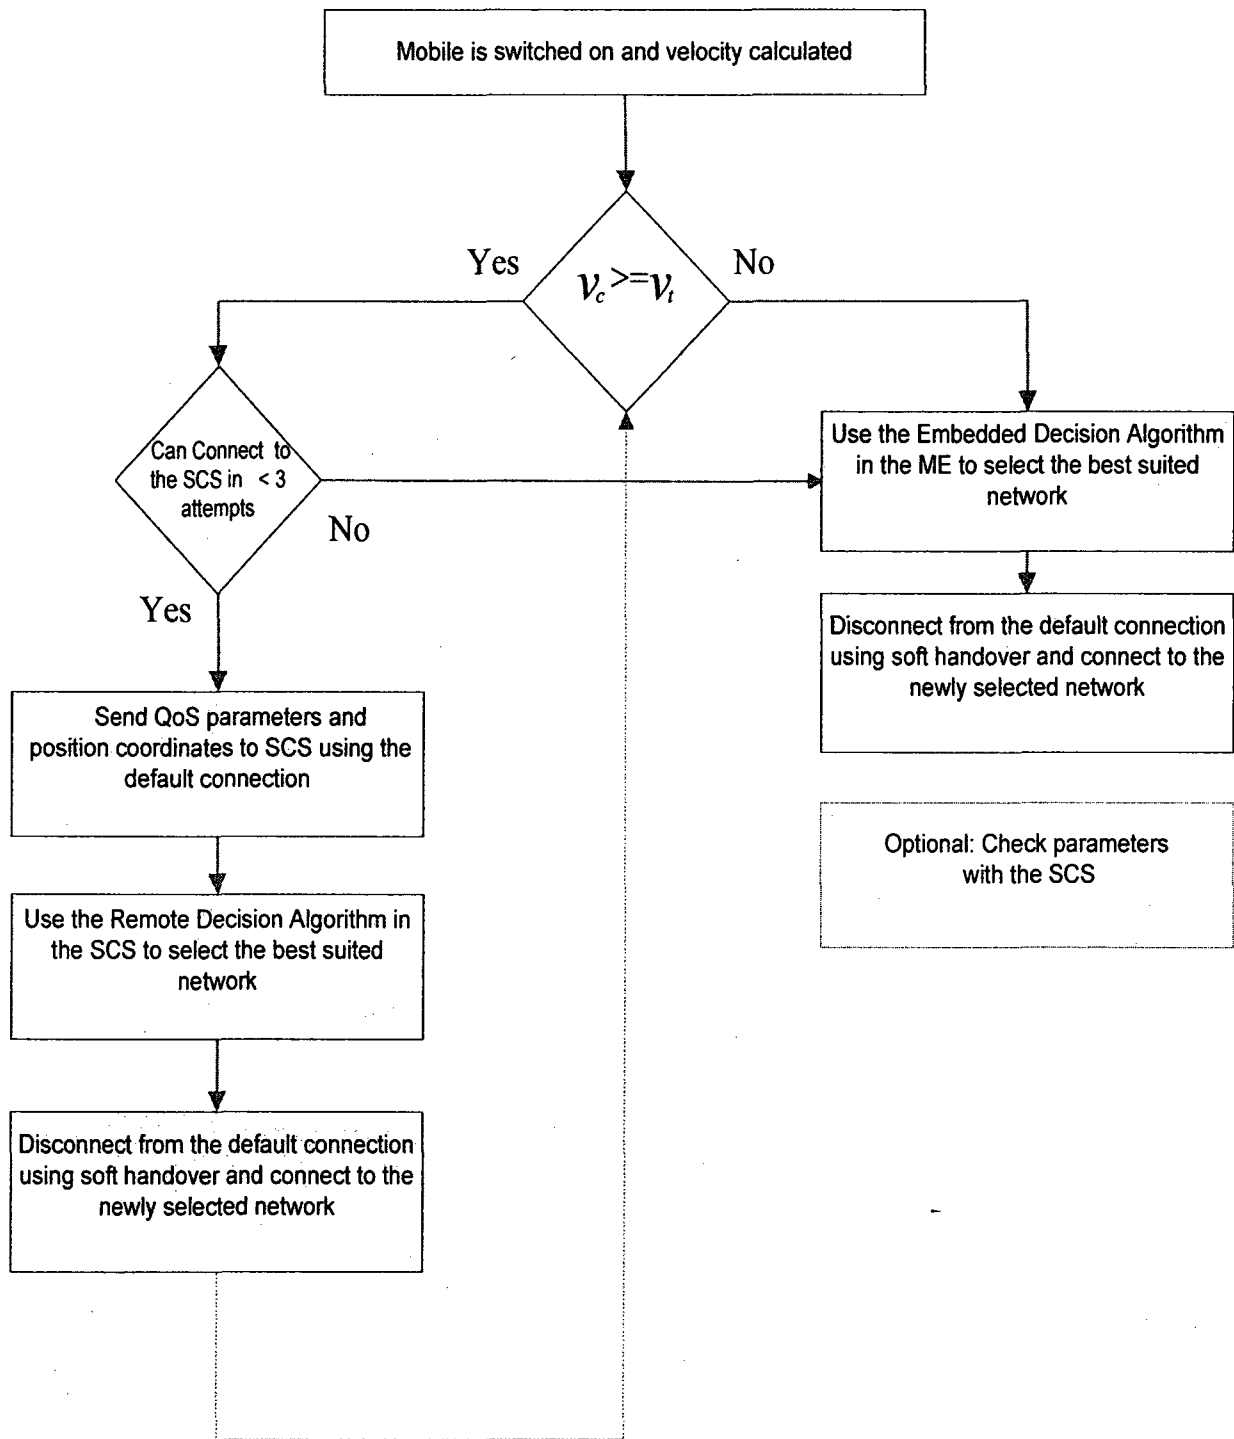 Mobile is switched on and velocity calculated
Yes
No
v_c >= v_t
Can Connect to
the SCS in < 3
attempts
No
Yes
Use the Embedded Decision Algorithm
in the ME to select the best suited
network
Disconnect from the default connection
using soft handover and connect to the
newly selected network
Send QoS parameters and
position coordinates to SCS using the
default connection
Optional: Check parameters
with the SCS
Use the Remote Decision Algorithm in
the SCS to select the best suited
network
Disconnect from the default connection
using soft handover and connect to the
newly selected network